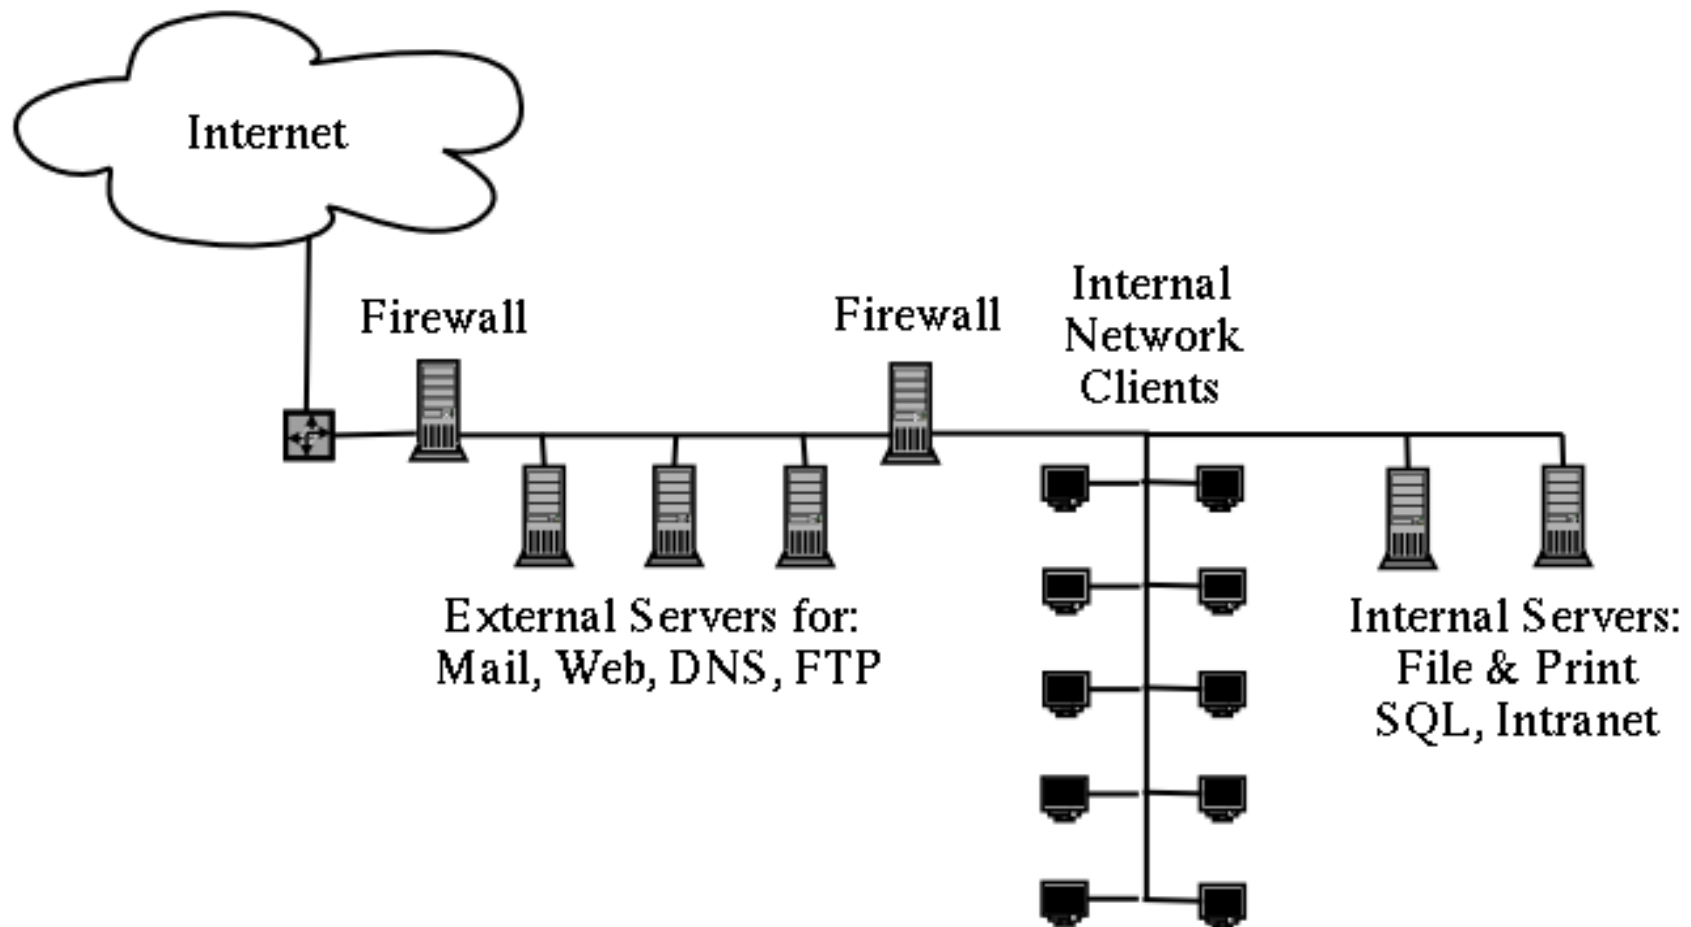 Internet
Firewall
Firewall
Internal
Network
Clients
External Servers for:
Mail, Web, DNS, FTP
Internal Servers:
File & Print
SQL, Intranet